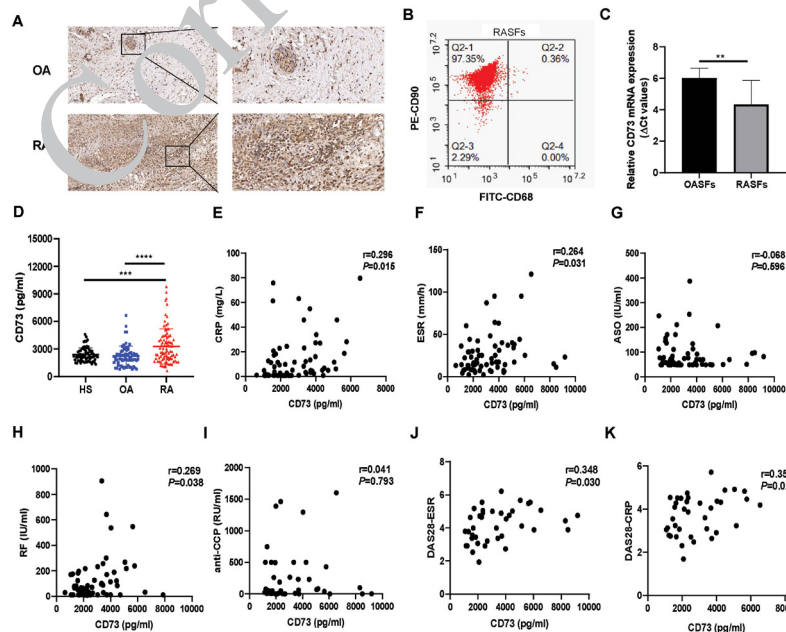 Cor
A
OA
RA
B
RASFs
Q2-1
97.35%
Q2-2
0.36%
Q2-3
2.29%
Q2-4
0.00%
PE-CD90
10^7.2
10^5
10^3
10^1
10^1 10^3 10^5 10^7.2
FITC-CD68
C
**
Relative CD73 mRNA expression
(ΔCt values)
8
6
4
2
0
OASFs RASFs
D
****
***
CD73 (pg/ml)
15000
12000
9000
6000
3000
0
HS OA RA
E
r=0.296
P=0.015
CRP (mg/L)
100
80
60
40
20
0
0 2000 4000 6000 8000
CD73 (pg/ml)
F
r=0.264
P=0.031
ESR (mm/h)
150
100
50
0
0 2000 4000 6000 8000 10000
CD73 (pg/ml)
G
r=-0.068
P=0.596
ASO (IU/ml)
500
400
300
200
100
0
0 2000 4000 6000 8000 10000
CD73 (pg/ml)
H
r=0.269
P=0.038
RF (IU/ml)
1000
800
600
400
200
0
0 2000 4000 6000 8000 10000
CD73 (pg/ml)
I
r=0.041
P=0.793
anti-CCP (RU/ml)
2000
1500
1000
500
0
0 2000 4000 6000 8000 10000
CD73 (pg/ml)
J
r=0.348
P=0.030
DAS28-ESR
8
6
4
2
0
0 2000 4000 6000 8000 10000
CD73 (pg/ml)
K
r=0.35
P=0.0
DAS28-CRP
6
4
2
0
0 2000 4000 6000 8000
CD73 (pg/ml)